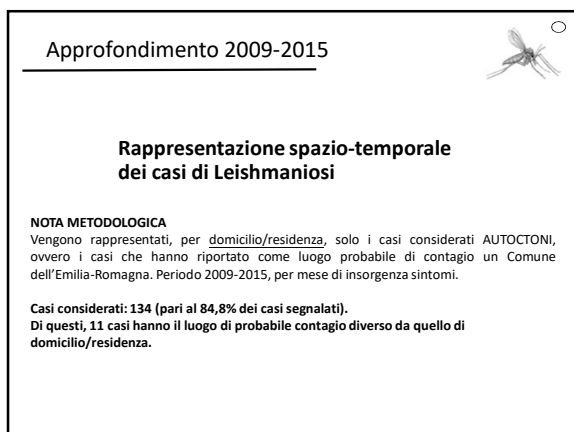 Approfondimento 2009-2015
Rappresentazione spazio-temporale
dei casi di Leishmaniosi
NOTA METODOLOGICA
Vengono rappresentati, per domicilio/residenza, solo i casi considerati AUTOCTONI,
ovvero i casi che hanno riportato come luogo probabile di contagio un Comune
dell'Emilia-Romagna. Periodo 2009-2015, per mese di insorgenza sintomi.
Casi considerati: 134 (pari al 84,8% dei casi segnalati).
Di questi, 11 casi hanno il luogo di probabile contagio diverso da quello di
domicilio/residenza.